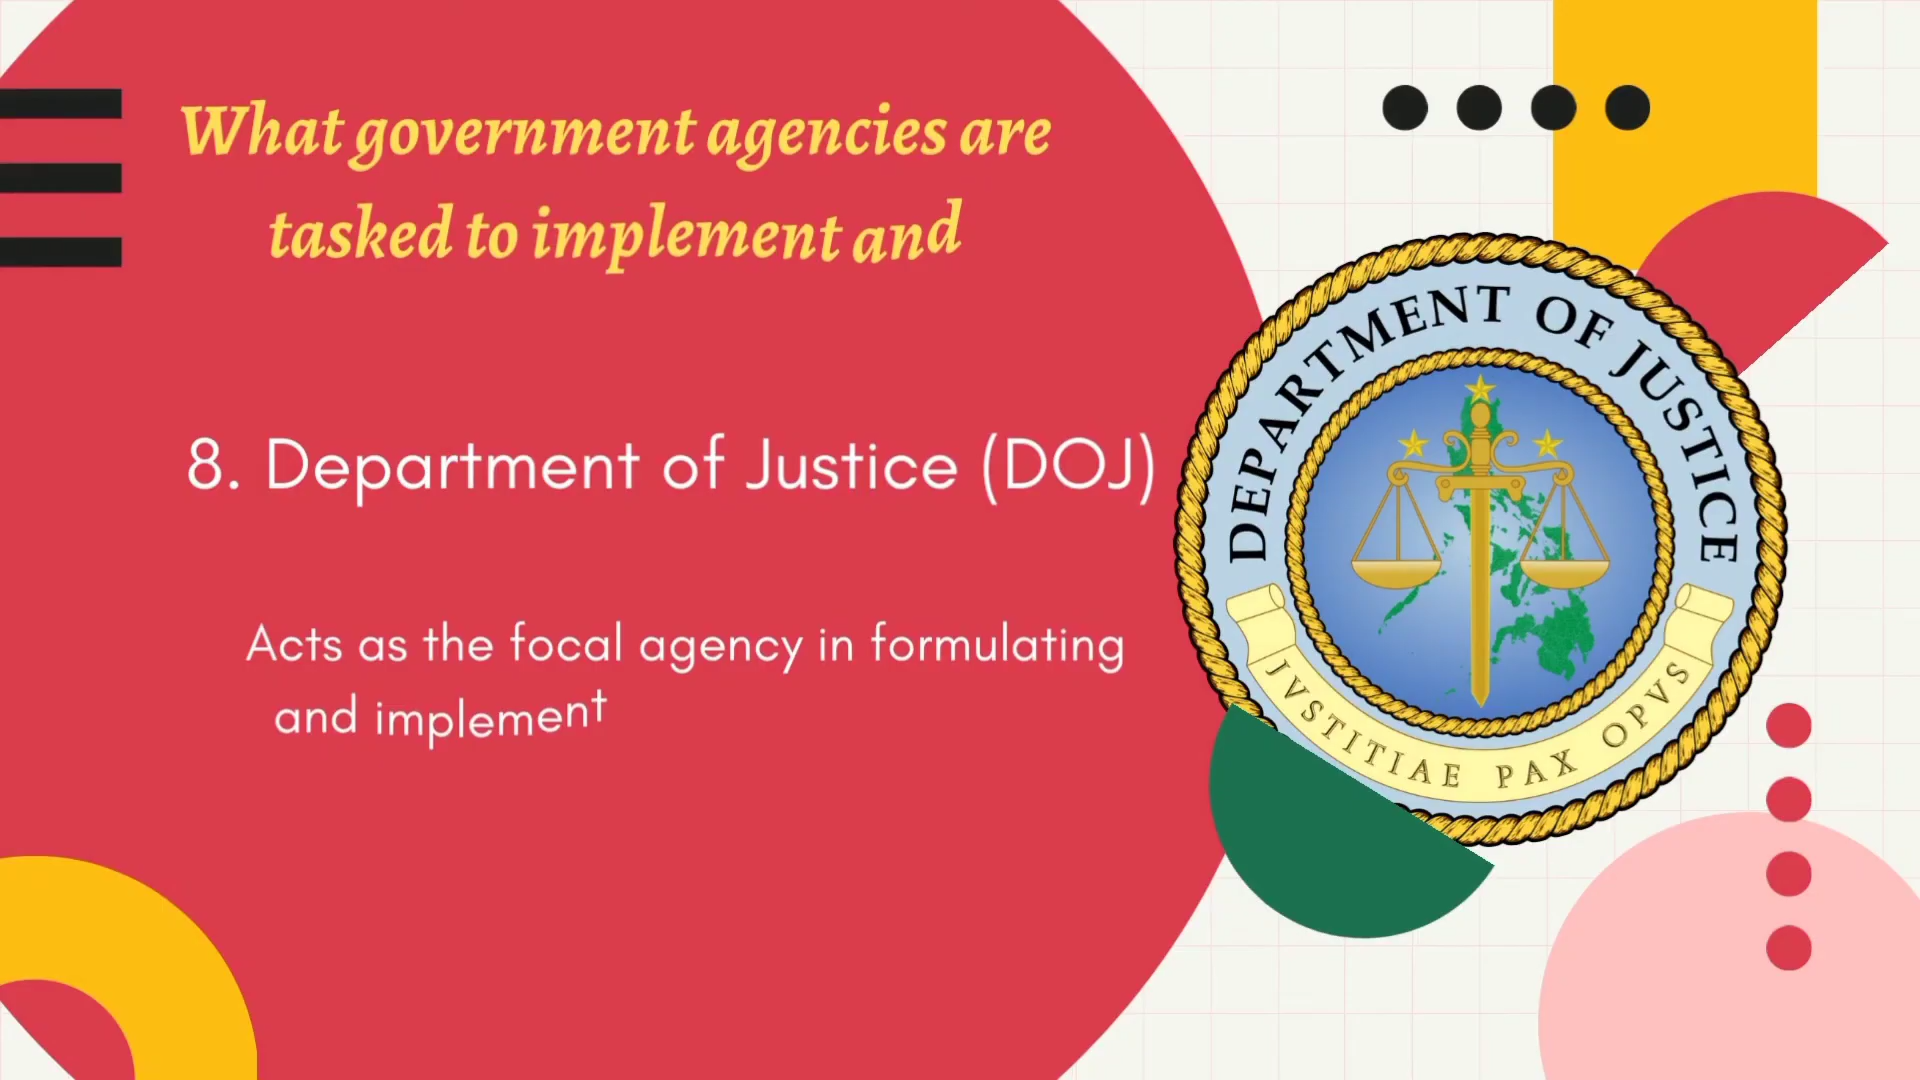 What government agencies are
tasked to implement and
8. Department of Justice (DOJ)
Acts as the focal agency in formulating
and implement
DEPARTMENT OF JUSTICE
JVSTITIAE PAX OPVS